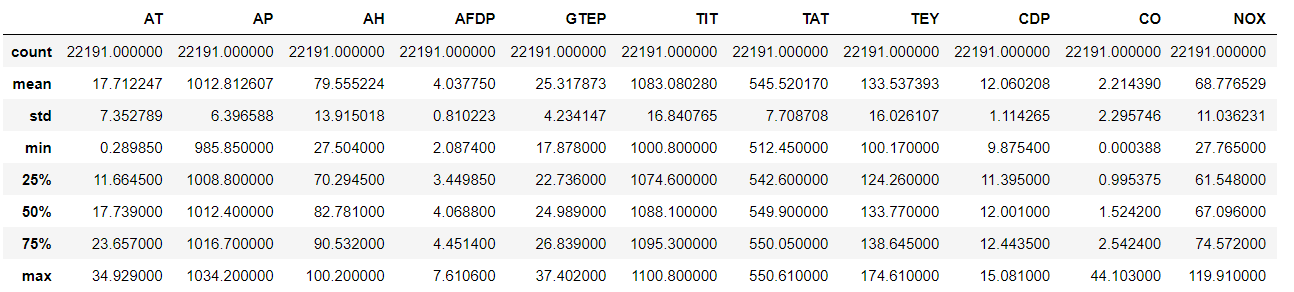 AT AP AH AFDP GTEP TIT TAT TEY CDP CO NOX
count 22191.000000 22191.000000 22191.000000 22191.000000 22191.000000 22191.000000 22191.000000 22191.000000 22191.000000 22191.000000 22191.000000
mean 17.712247 1012.812607 79.555224 4.037750 25.317873 1083.080280 545.520170 133.537393 12.060208 2.214390 68.776529
std 7.352789 6.396588 13.915018 0.810223 4.234147 16.840765 7.708708 16.026107 1.114265 2.295746 11.036231
min 0.289850 985.850000 27.504000 2.087400 17.878000 1000.800000 512.450000 100.170000 9.875400 0.000388 27.765000
25% 11.664500 1008.800000 70.294500 3.449850 22.736000 1074.600000 542.600000 124.260000 11.395000 0.995375 61.548000
50% 17.739000 1012.400000 82.781000 4.068800 24.989000 1088.100000 549.900000 133.770000 12.001000 1.524200 67.096000
75% 23.657000 1016.700000 90.532000 4.451400 26.839000 1095.300000 550.050000 138.645000 12.443500 2.542400 74.572000
max 34.929000 1034.200000 100.200000 7.610600 37.402000 1100.800000 550.610000 174.610000 15.081000 44.103000 119.910000